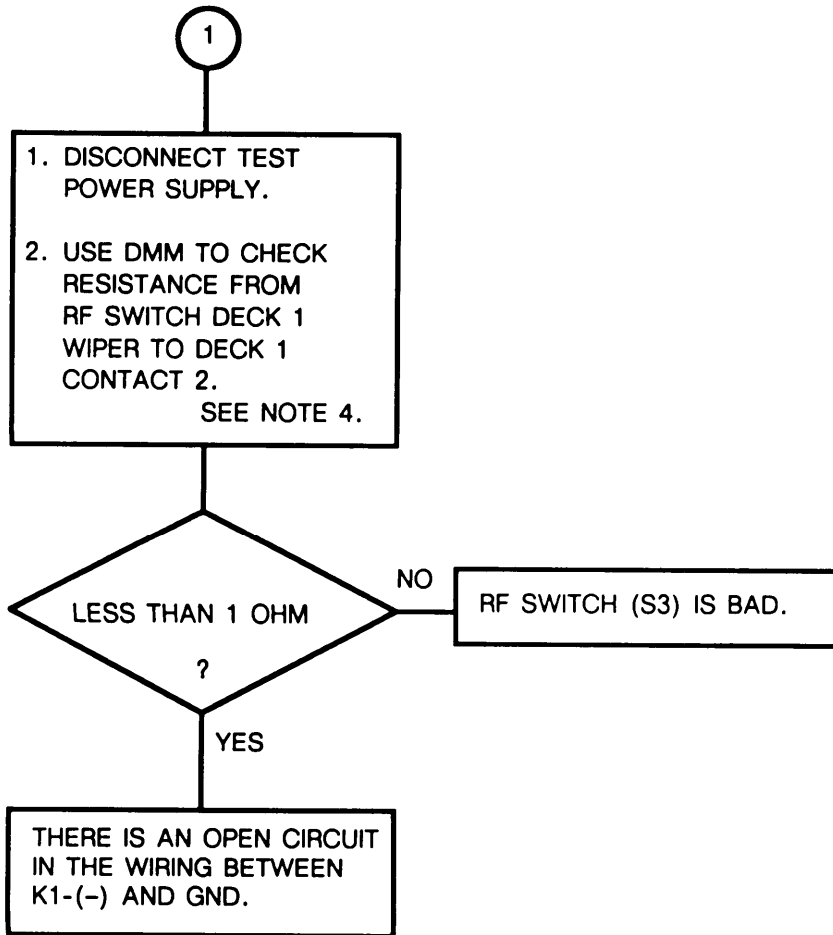 1
1. DISCONNECT TEST
POWER SUPPLY.
2. USE DMM TO CHECK
RESISTANCE FROM
RF SWITCH DECK 1
WIPER TO DECK 1
CONTACT 2.
SEE NOTE 4.
LESS THAN 1 OHM
?
NO
RF SWITCH (S3) IS BAD.
YES
THERE IS AN OPEN CIRCUIT
IN THE WIRING BETWEEN
K1-(-) AND GND.